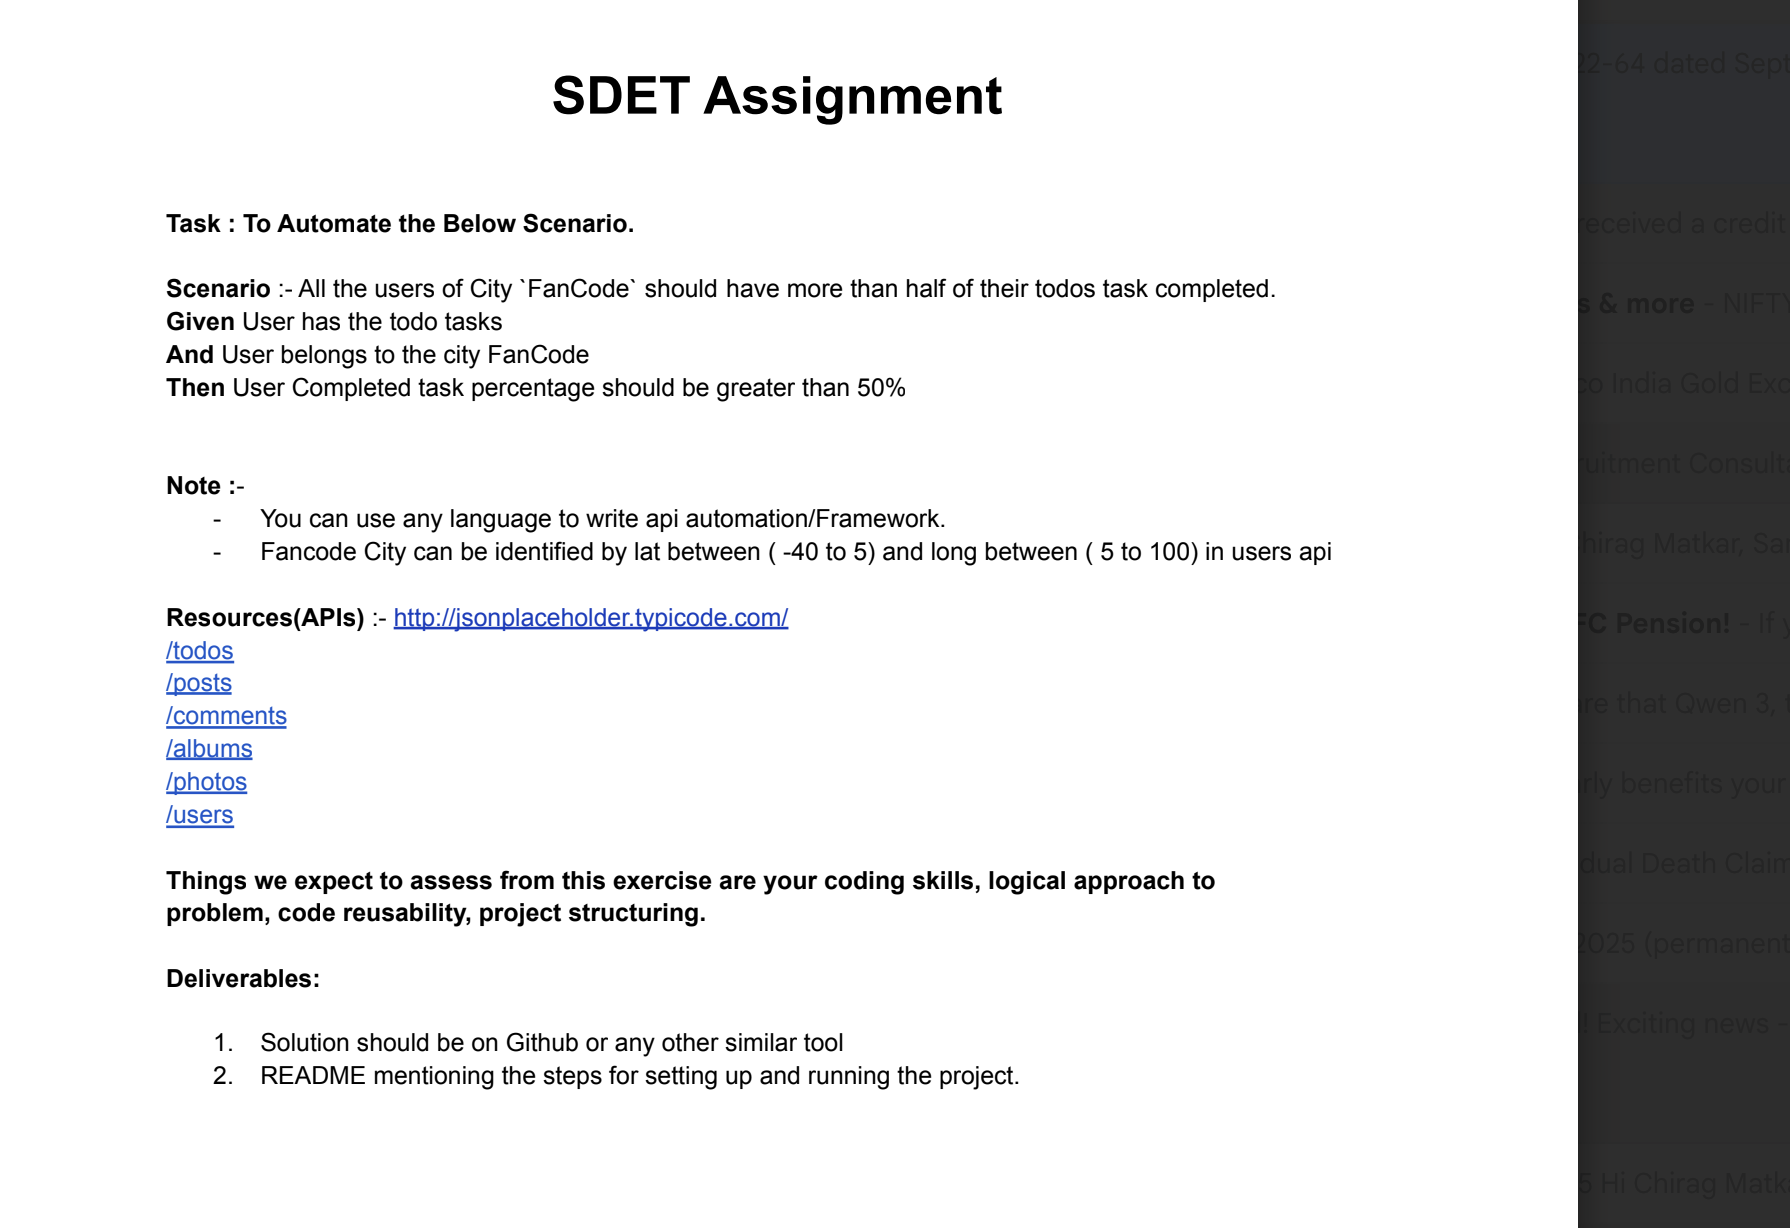 SDET Assignment
Task : To Automate the Below Scenario.
Scenario :- All the users of City `FanCode` should have more than half of their todos task completed.
Given User has the todo tasks
And User belongs to the city FanCode
Then User Completed task percentage should be greater than 50%
Note :-
- You can use any language to write api automation/Framework.
- Fancode City can be identified by lat between ( -40 to 5) and long between ( 5 to 100) in users api
Resources(APIs) :- http://jsonplaceholder.typicode.com/
/todos
/posts
/comments
/albums
/photos
/users
Things we expect to assess from this exercise are your coding skills, logical approach to
problem, code reusability, project structuring.
Deliverables:
1. Solution should be on Github or any other similar tool
2. README mentioning the steps for setting up and running the project.
22-64 dated Sept
received a credit
s & more - NIFTY
co India Gold Exc
ruitment Consult
hirag Matkar, Sa
FC Pension! - If y
re that Qwen 3, f
rly benefits your
dual Death Claim
2025 (permanent
! Exciting news -
5 Hi Chirag Matk